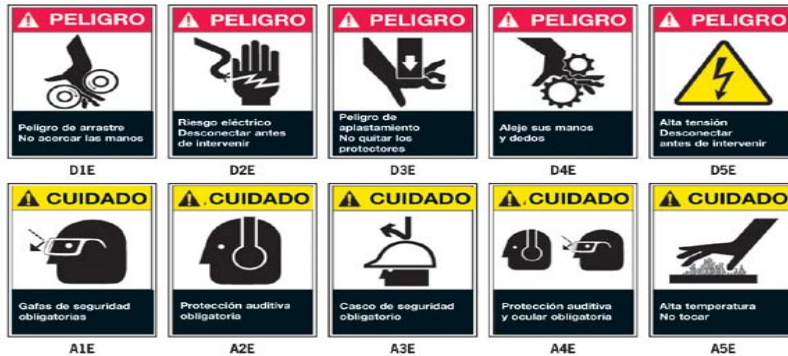 PELIGRO
Peligro de arrastre
No acercar las manos
D1E
PELIGRO
Riesgo eléctrico
Desconectar antes
de intervenir
D2E
PELIGRO
Peligro de
aplastamiento
No quitar los
protectores
D3E
PELIGRO
Aleje sus manos
y dedos
D4E
PELIGRO
Alta tensión
Desconectar
antes de intervenir
D5E
CUIDADO
Gafas de seguridad
obligatorias
A1E
CUIDADO
Protección auditiva
obligatoria
A2E
CUIDADO
Casco de seguridad
obligatorio
A3E
CUIDADO
Protección auditiva
y ocular obligatoria
A4E
CUIDADO
Alta temperatura
No tocar
A5E